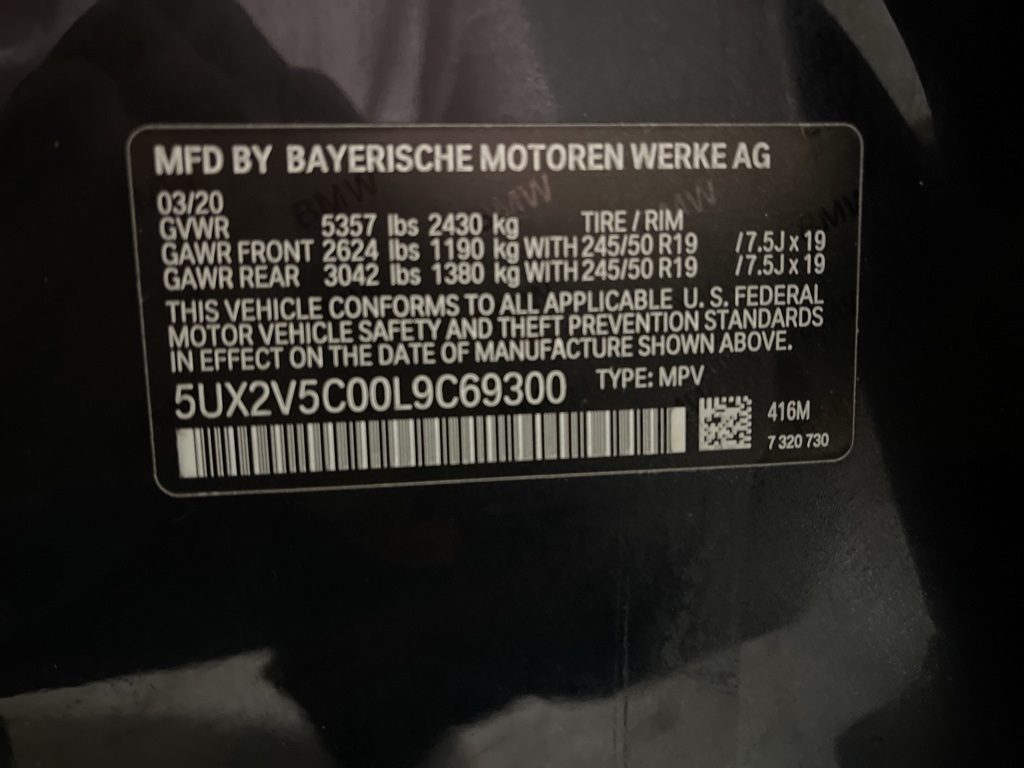 MFD BY BAYERISCHE MOTOREN WERKE AG
03/20
GVWR 5357 lbs 2430 kg TIRE / RIM
GAWR FRONT 2624 lbs 1190 kg WITH 245/50 R19 /7.5J x 19
GAWR REAR 3042 lbs 1380 kg WITH 245/50 R19 /7.5J x 19
THIS VEHICLE CONFORMS TO ALL APPLICABLE U. S. FEDERAL
MOTOR VEHICLE SAFETY AND THEFT PREVENTION STANDARDS
IN EFFECT ON THE DATE OF MANUFACTURE SHOWN ABOVE.
5UX2V5C00L9C69300 TYPE: MPV
416M
7 320 730